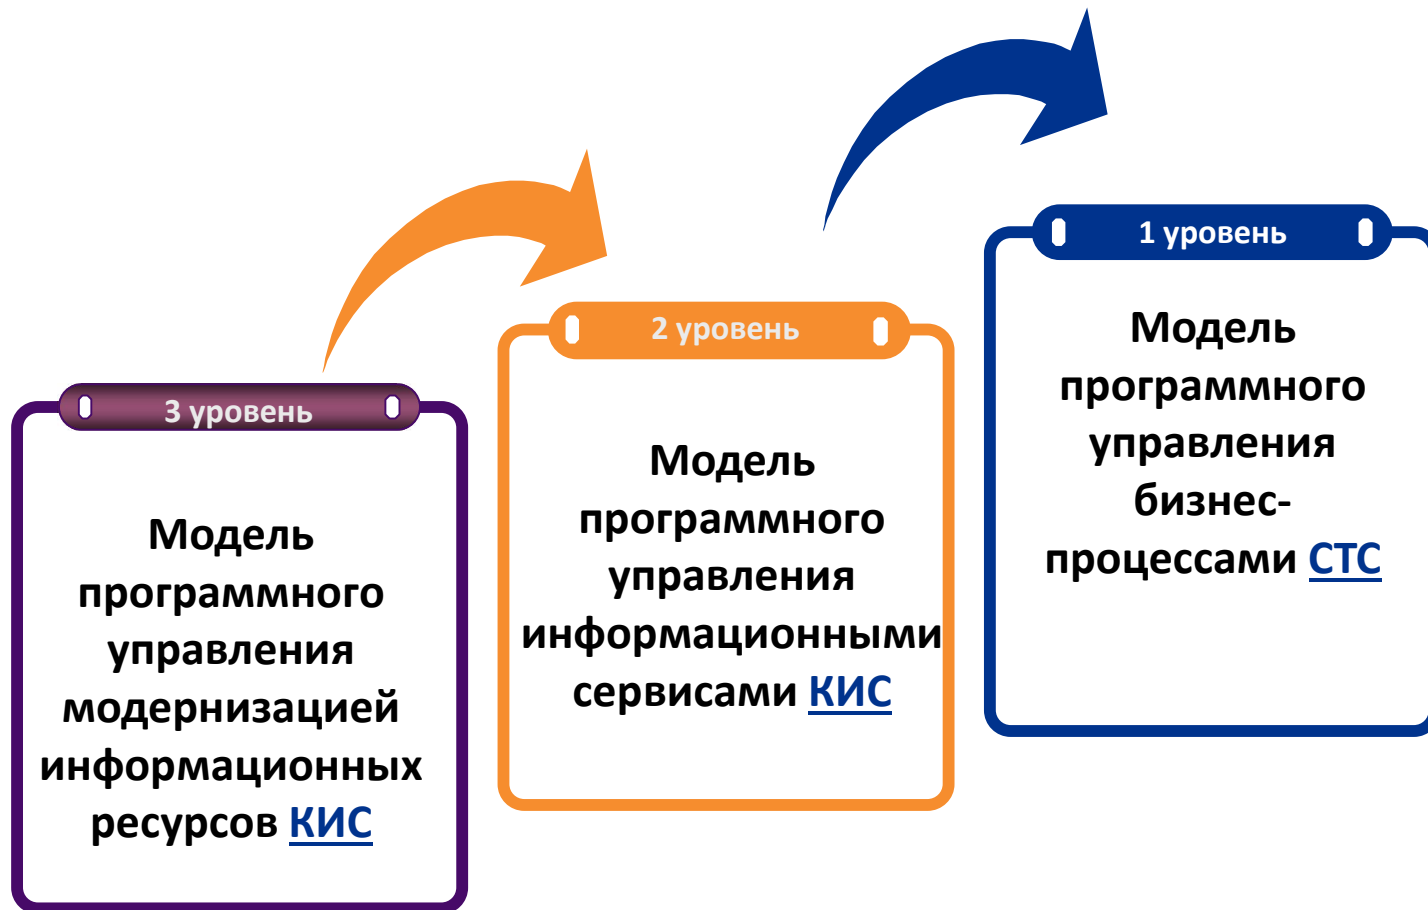 3 уровень
Модель
программного
управления
модернизацией
информационных
ресурсов КИС
2 уровень
Модель
программного
управления
информационными
сервисами КИС
1 уровень
Модель
программного
управления
бизнес-
процессами СТС